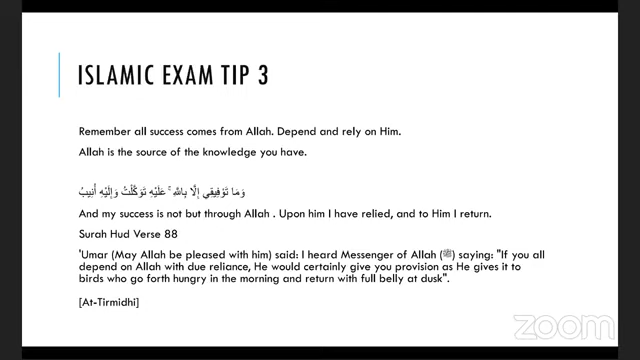 ISLAMIC EXAM TIP 3
Remember all success comes from Allah. Depend and rely on Him.
Allah is the source of the knowledge you have.
وَمَا تَوْفِيقِي إِلَّا بِاللَّهِ ۚ عَلَيْهِ تَوَكَّلْتُ وَإِلَيْهِ أُنِيبُ
And my success is not but through Allah . Upon him I have relied, and to Him I return.
Surah Hud Verse 88
'Umar (May Allah be pleased with him) said: I heard Messenger of Allah (ﷺ) saying: "If you all
depend on Allah with due reliance, He would certainly give you provision as He gives it to
birds who go forth hungry in the morning and return with full belly at dusk".
[At-Tirmidhi]
zoom